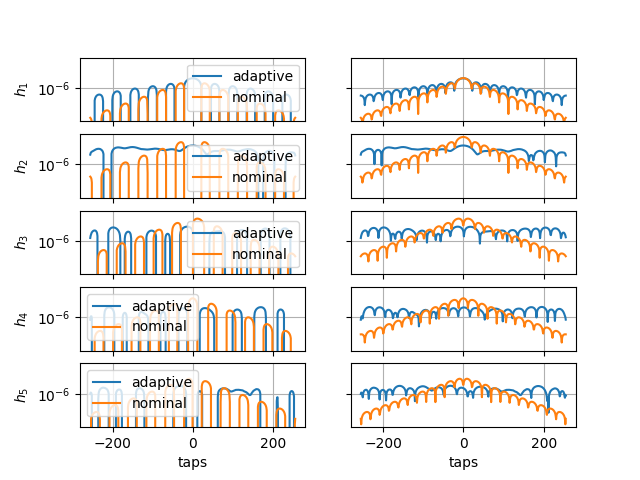 h₁
10⁻⁶
adaptive
nominal
h₂
10⁻⁶
adaptive
nominal
h₃
10⁻⁶
adaptive
nominal
h₄
10⁻⁶
adaptive
nominal
h₅
10⁻⁶
adaptive
nominal
−200 0 200
taps
−200 0 200
taps